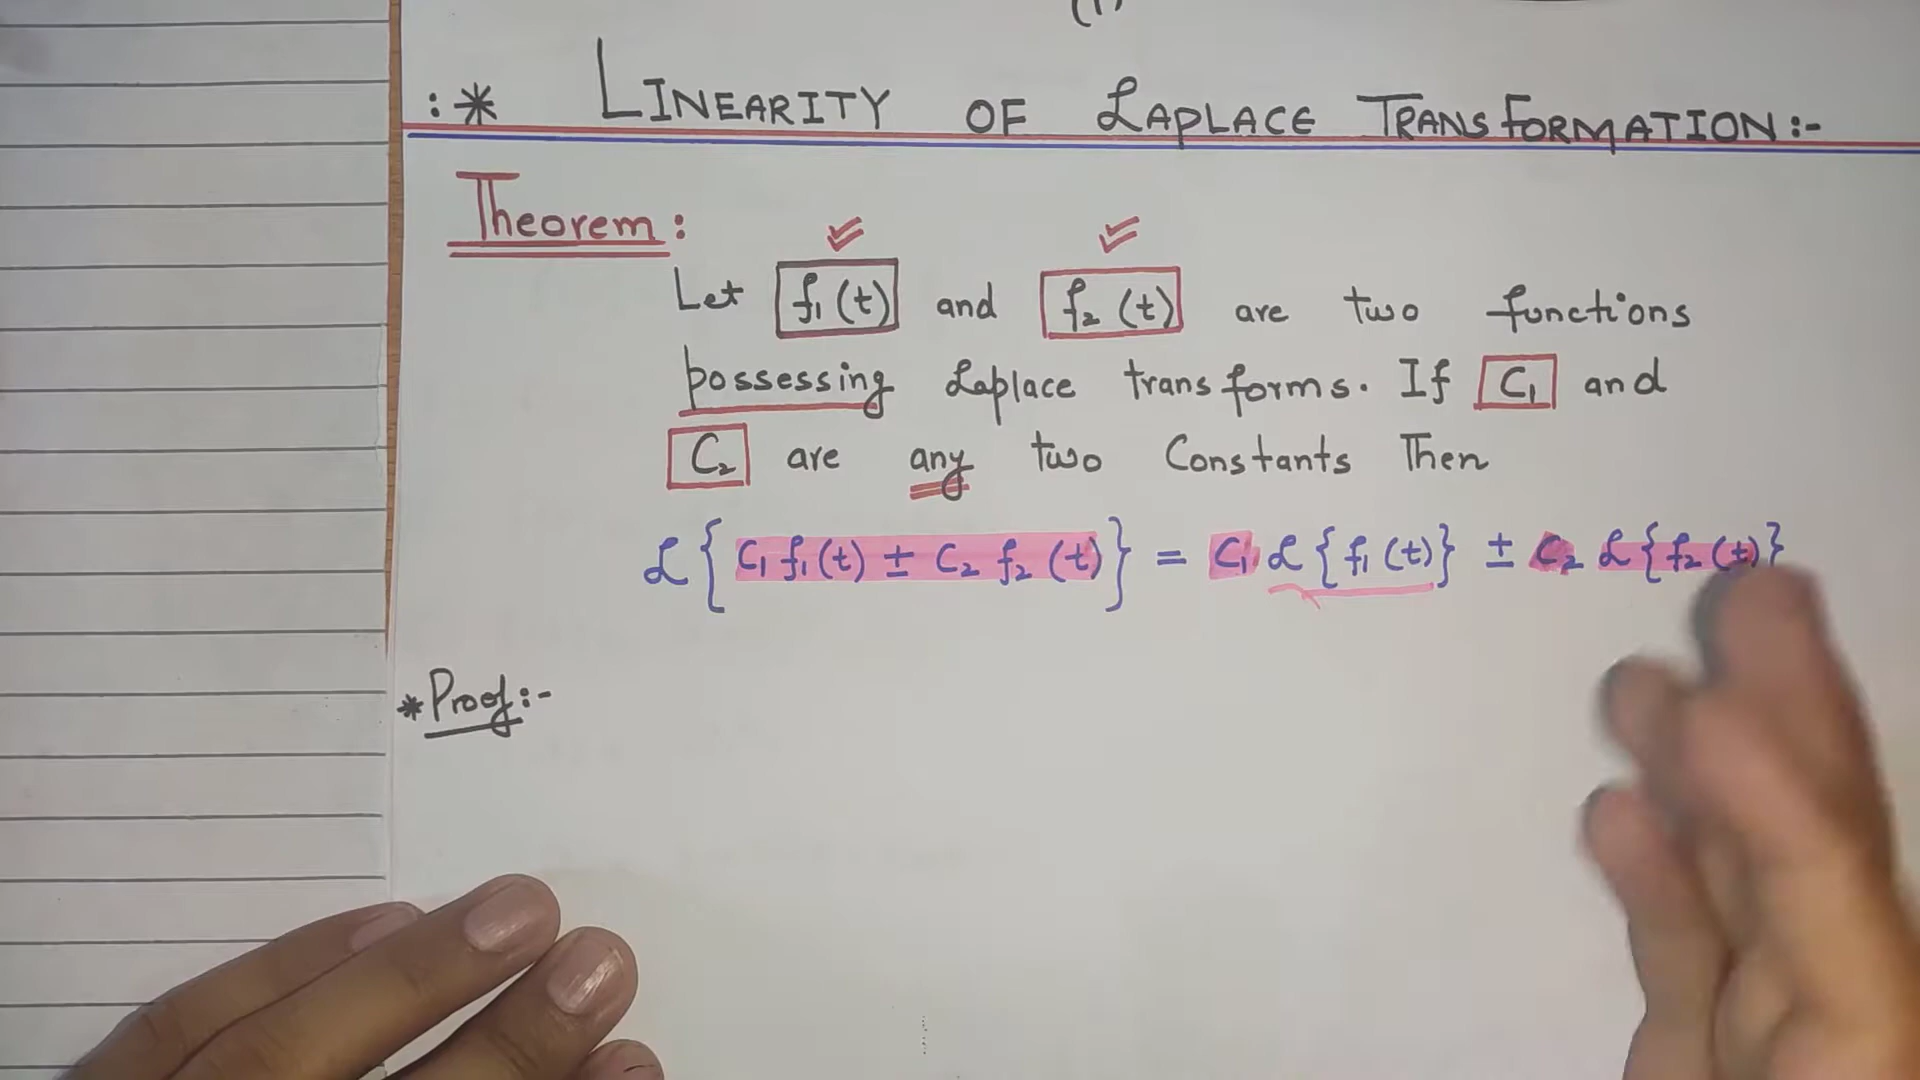 :* LINEARITY OF LAPLACE TRANSFORMATION:-
Theorem:
Let f₁(t) and f₂(t) are two functions
possessing Laplace transforms. If C₁ and
C₂ are any two Constants Then
ℒ{C₁ f₁(t) ± C₂ f₂(t)} = C₁ ℒ{f₁(t)} ± C₂ ℒ{f₂(t)}
*Proof:-